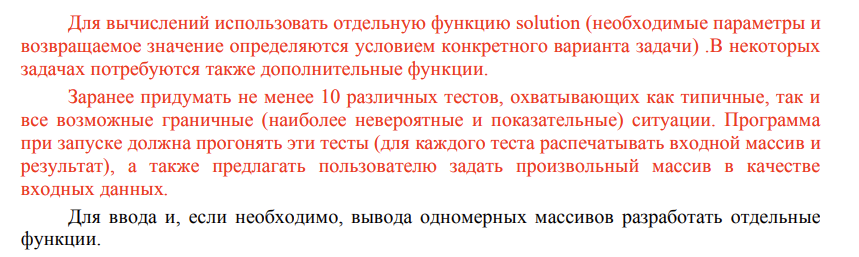 Для вычислений использовать отдельную функцию solution (необходимые параметры и
возвращаемое значение определяются условием конкретного варианта задачи) .В некоторых
задачах потребуются также дополнительные функции.
Заранее придумать не менее 10 различных тестов, охватывающих как типичные, так и
все возможные граничные (наиболее невероятные и показательные) ситуации. Программа
при запуске должна прогонять эти тесты (для каждого теста распечатывать входной массив и
результат), а также предлагать пользователю задать произвольный массив в качестве
входных данных.
Для ввода и, если необходимо, вывода одномерных массивов разработать отдельные
функции.